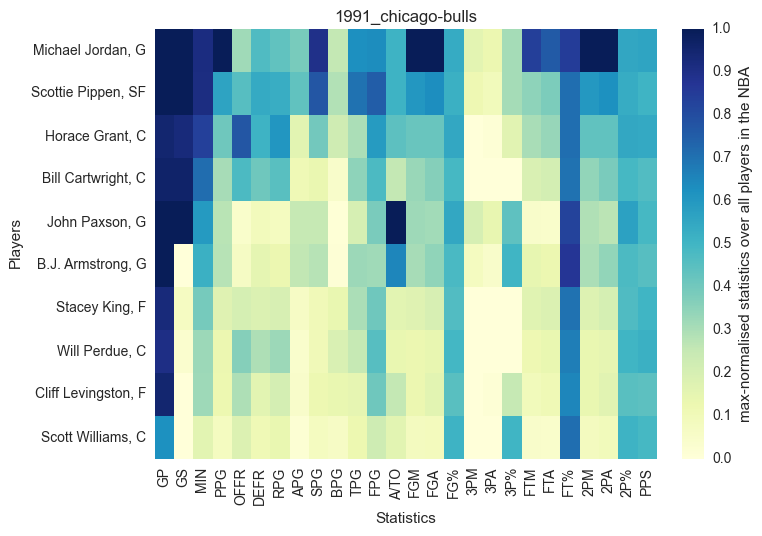 1991_chicago-bulls
Players
Michael Jordan, G
Scottie Pippen, SF
Horace Grant, C
Bill Cartwright, C
John Paxson, G
B.J. Armstrong, G
Stacey King, F
Will Perdue, C
Cliff Levingston, F
Scott Williams, C
GP GS MIN PPG OFFR DEFR RPG APG SPG BPG TPG FPG A/TO FGM FGA FG% 3PM 3PA 3P% FTM FTA FT% 2PM 2PA 2P% PPS
Statistics
1.0
0.9
0.8
0.7
0.6
0.5
0.4
0.3
0.2
0.1
0.0
max-normalised statistics over all players in the NBA